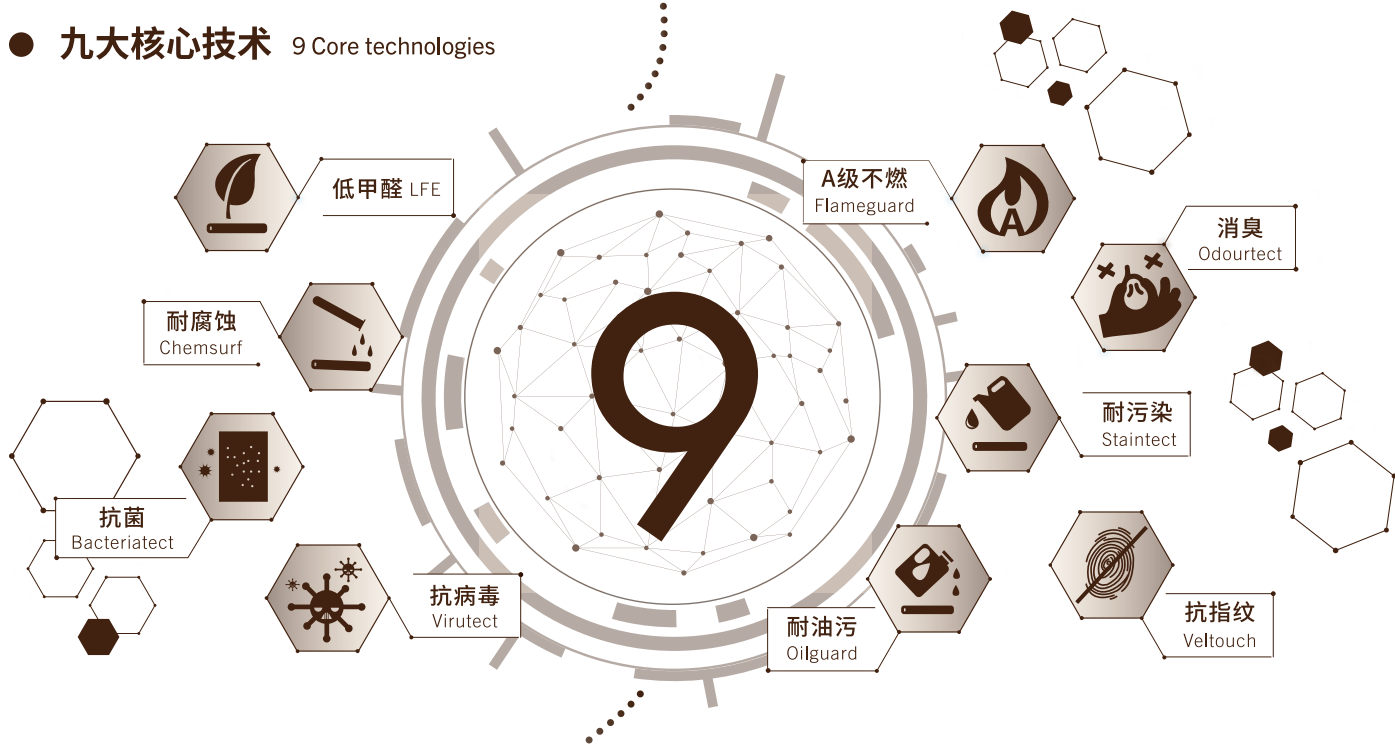 九大核心技术 9 Core technologies
低甲醛 LFE
耐腐蚀
Chemsurf
抗菌
Bacteriatect
抗病毒
Virutect
9
A级不燃
Flameguard
A
消臭
Odourtect
耐污染
Staintect
耐油污
Oilguard
抗指纹
Veltouch